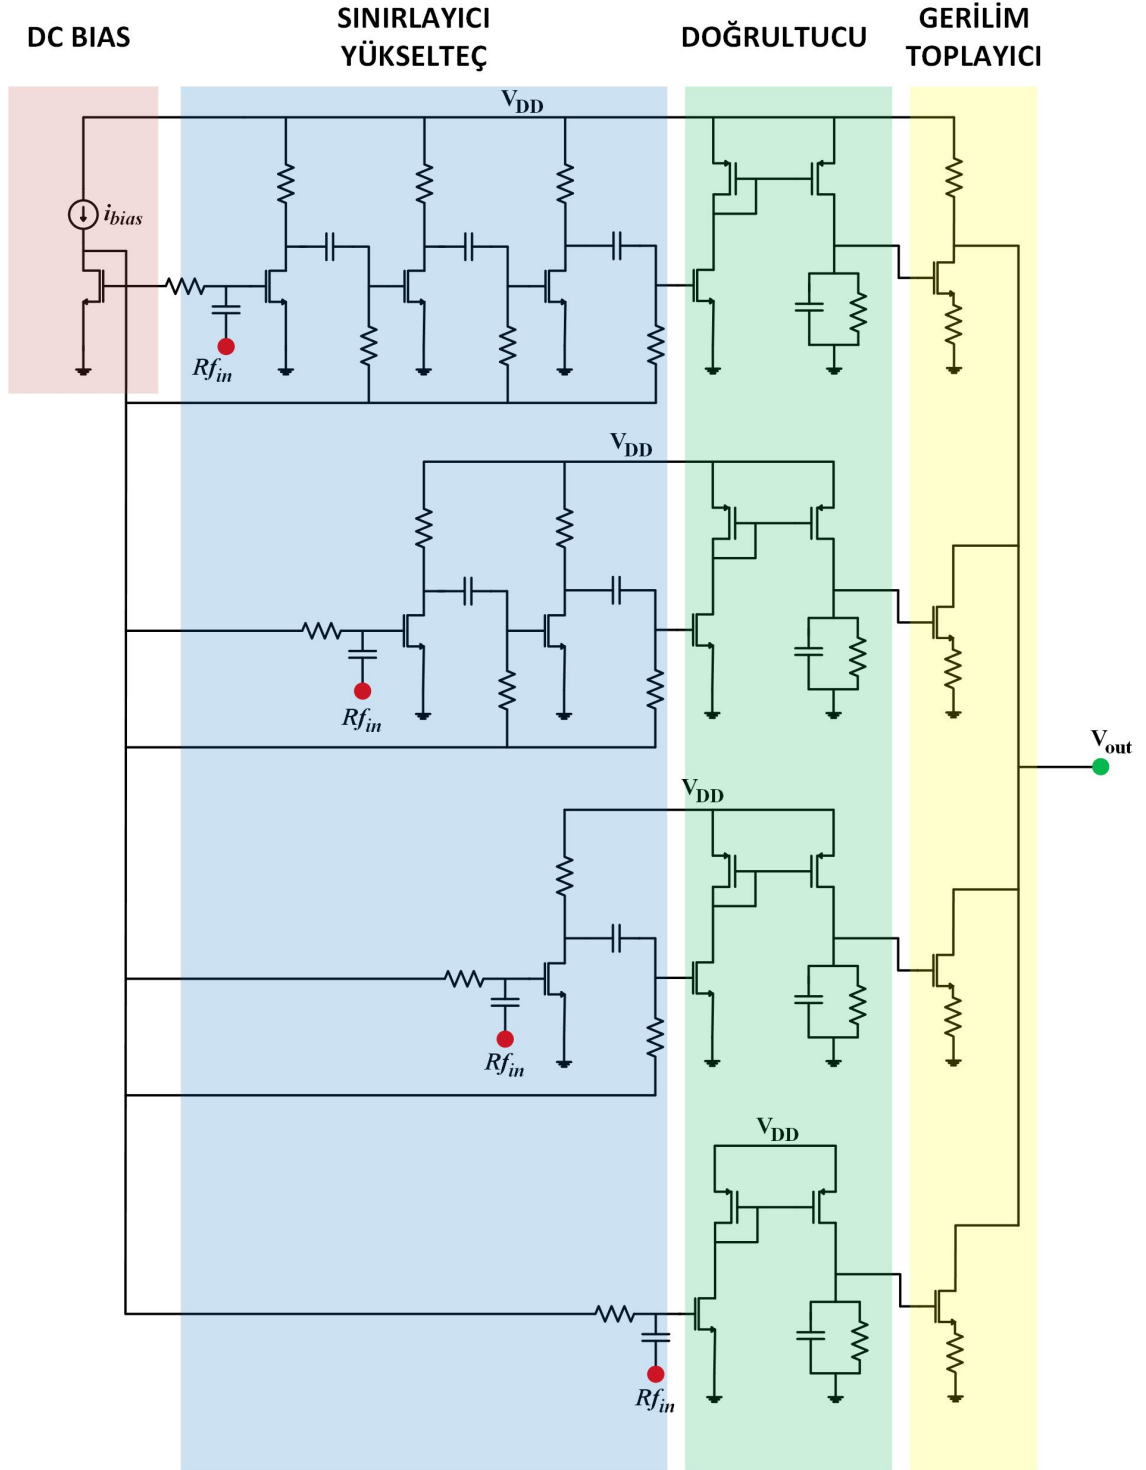 DC BIAS
SINIRLAYICI
YÜKSELTEÇ
DOĞRULTUCU
GERİLİM
TOPLAYICI
VDD
ibias
Rfin
VDD
Rfin
Vout
VDD
Rfin
VDD
Rfin